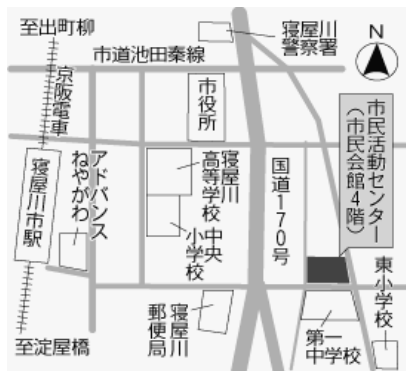 至出町柳
寝屋川
警察署
N
市道池田秦線
京阪電車
市役所
市民活動センター
（市民会館4階）
寝屋川市駅
アドバンス
ねやがわ
寝屋川
高等学校
中央
小学校
国道170号
東小学校
寝屋川
郵便局
第一
中学校
至淀屋橋